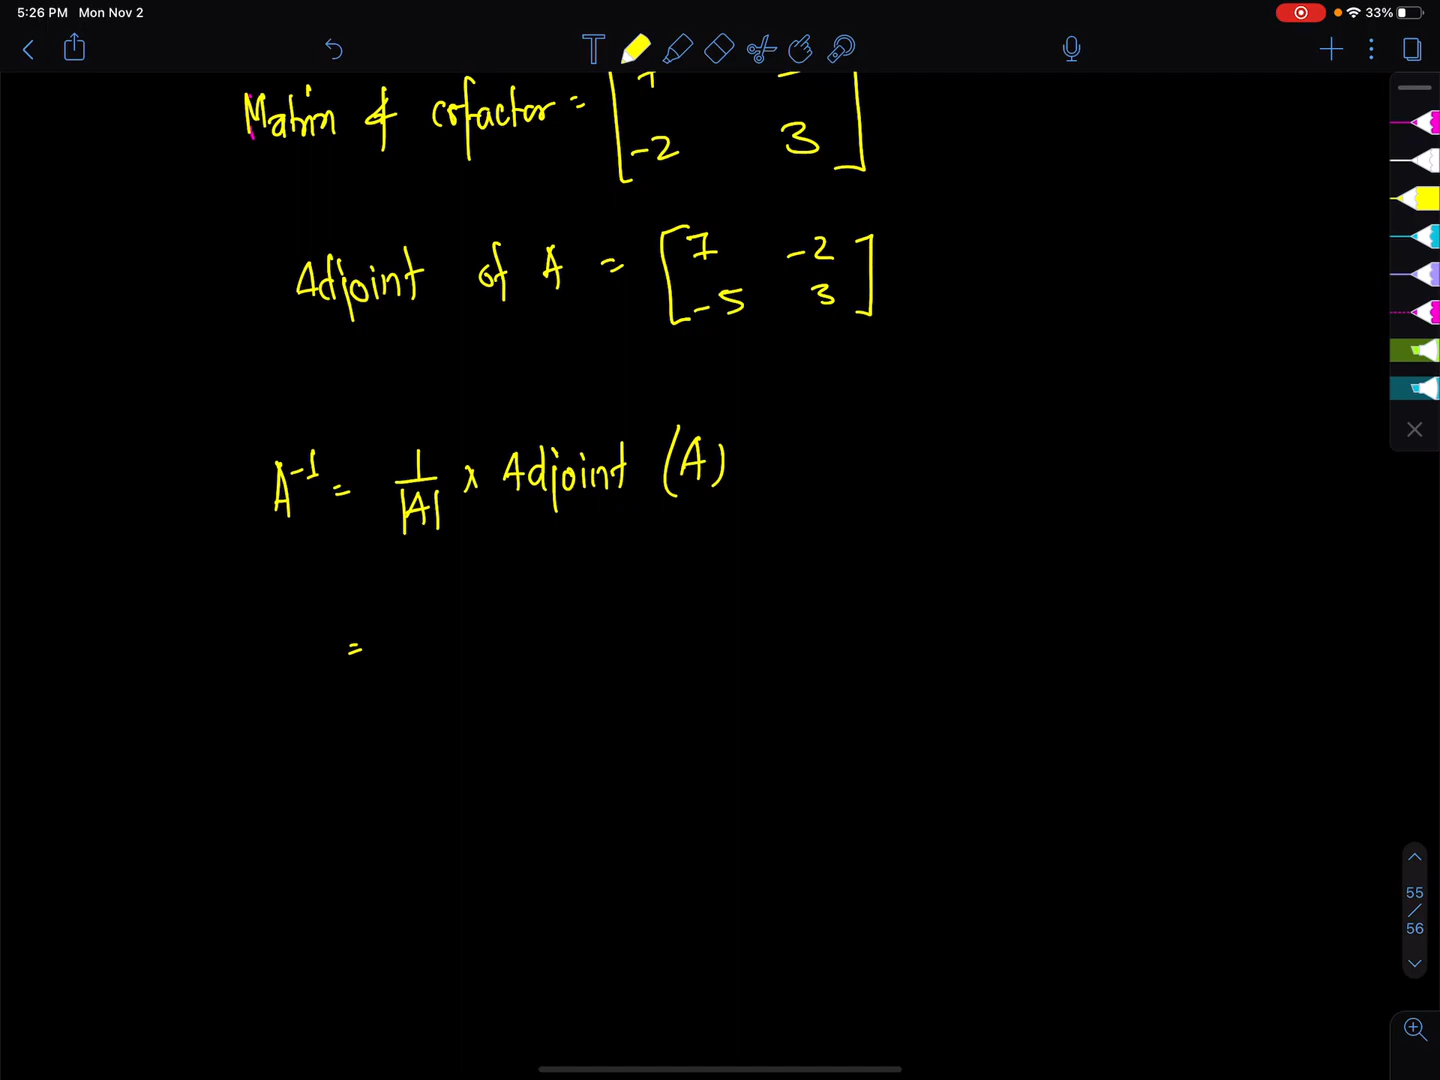 5:26 PM Mon Nov 2
33%
T
Matrix of cofactor = [
-2 3 ]
Adjoint of A = [ 7 -2
-5 3 ]
A⁻¹ = 1/|A| x Adjoint (A)
=
55
/
56